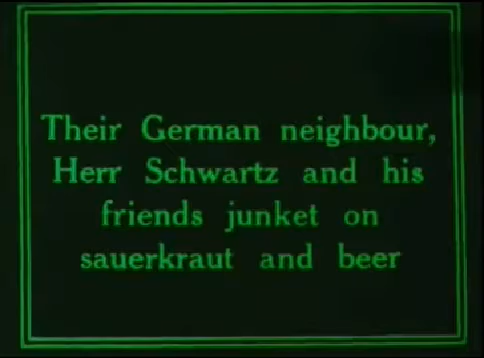 Their German neighbour,
Herr Schwartz and his
friends junket on
sauerkraut and beer